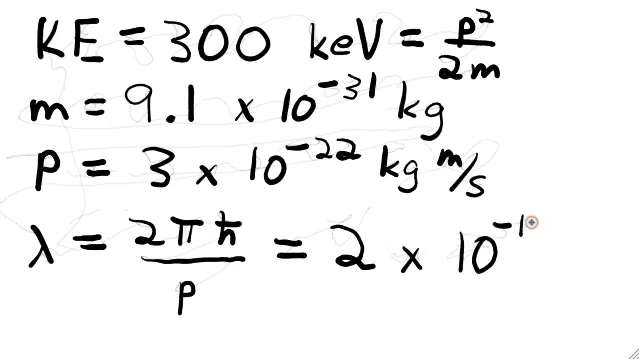 KE = 300 keV = p²/2m
m = 9.1 × 10⁻³¹ kg
p = 3 × 10⁻²² kg m/s
λ = 2πħ/p = 2 × 10⁻¹